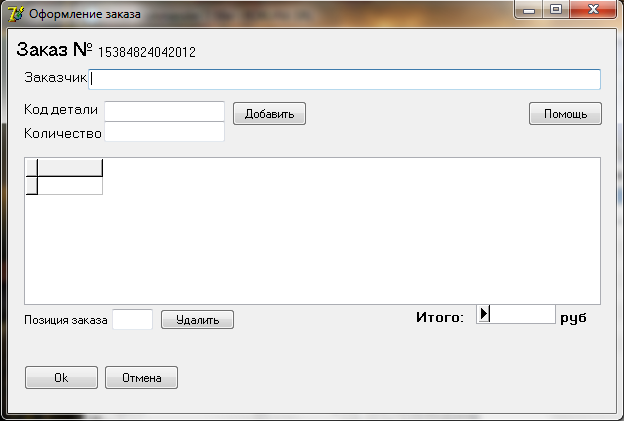 Оформление заказа
Заказ № 15384824042012
Заказчик
Код детали
Добавить
Помощь
Количество
Позиция заказа
Удалить
Итого:
руб
Ok
Отмена